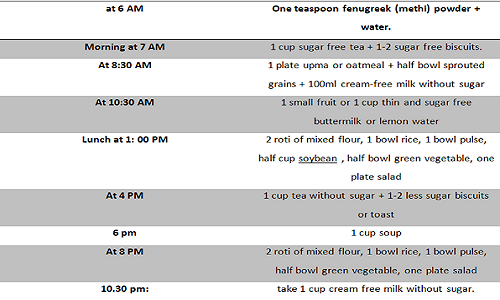 at 6 AM One teaspoon fenugreek (methi) powder +
water.
Morning at 7 AM 1 cup sugar free tea + 1-2 sugar free biscuits.
At 8:30 AM 1 plate upma or oatmeal + half bowl sprouted
grains + 100ml cream-free milk without sugar
At 10:30 AM 1 small fruit or 1 cup thin and sugar free
buttermilk or lemon water
Lunch at 1: 00 PM 2 roti of mixed flour, 1 bowl rice, 1 bowl pulse,
half cup soybean , half bowl green vegetable, one
plate salad
At 4 PM 1 cup tea without sugar + 1-2 less sugar biscuits
or toast
6 pm 1 cup soup
At 8 PM 2 roti of mixed flour, 1 bowl rice, 1 bowl pulse,
half bowl green vegetable, one plate salad
10.30 pm: take 1 cup cream free milk without sugar.